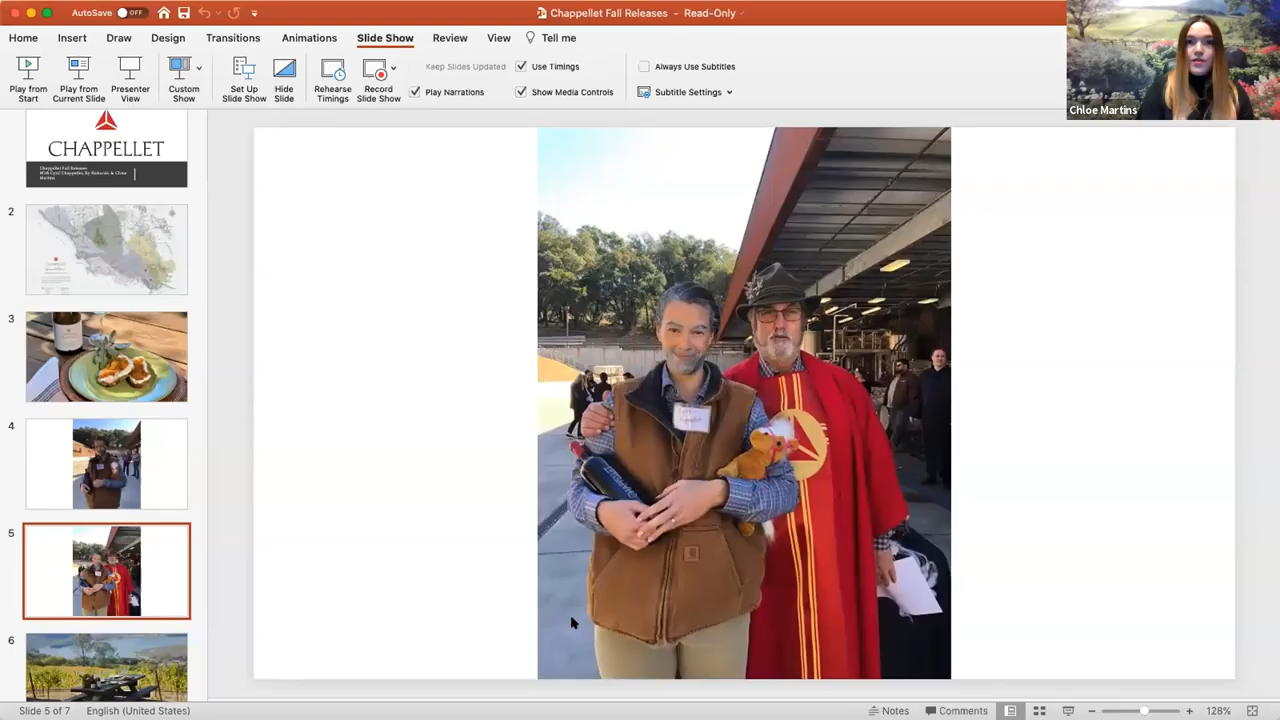 AutoSave OFF
Chappellet Fall Releases - Read-Only
Home Insert Draw Design Transitions Animations Slide Show Review View Tell me
Play from Start
Play from Current Slide
Presenter View
Custom Show
Set Up Slide Show
Hide Slide
Rehearse Timings
Record Slide Show
Keep Slides Updated
Use Timings
Play Narrations
Show Media Controls
Always Use Subtitles
Subtitle Settings
Chloe Martins
CHAPPELLET
Chappellet Fall Releases
2
3
4
5
6
Slide 5 of 7 English (United States)
Notes Comments 128%